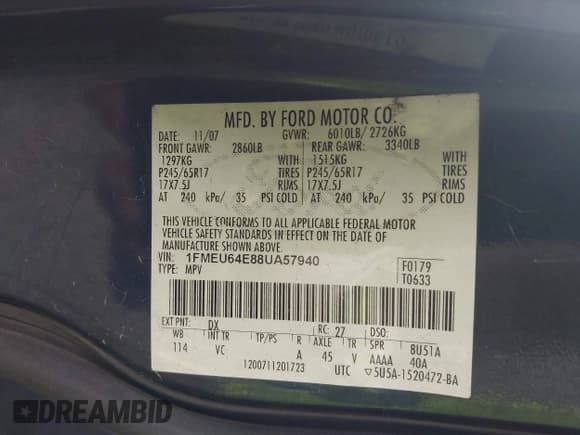 MFD. BY FORD MOTOR CO.
DATE: 11/07 GVWR: 6010LB/ 2726KG
FRONT GAWR: 2860LB REAR GAWR: 3340LB
1297KG WITH 1515KG WITH
P245/65R17 TIRES P245/65R17 TIRES
17X7.5J RIMS 17X7.5J RIMS
AT 240 kPa/ 35 PSI COLD AT 240 kPa/ 35 PSI COLD
THIS VEHICLE CONFORMS TO ALL APPLICABLE FEDERAL MOTOR
VEHICLE SAFETY STANDARDS IN EFFECT ON THE DATE OF
MANUFACTURE SHOWN ABOVE.
VIN: 1FMEU64E88UA57940
TYPE: MPV
F0179
T0633
EXT PNT: DX RC: 27 DSO:
WB INT TR TP/PS R AXLE TR SPR 8U51A
114 VC A 45 V AAAA 40A
1200711201723 UTC ▽5U5A-1520472-BA
DREAMBID